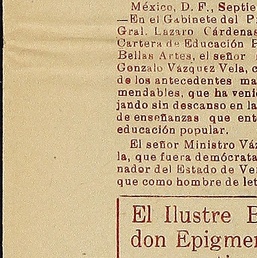 México, D. F., Septie
—En el Gabinete del P
Gral. Lazaro Cárdenas
Cartera de Educación P
Bellas Artes, el señor
Gonzalo Vázquez Vela, c
de los antecedentes ma
mendables, que ha vení
jando sin descanso en la
de enseñanzas que ent
educación popular.
El señor Ministro Váz
la, que fuera demócrata
nador del Estado de Ve
que como hombre de let
El Ilustre B
don Epigmen